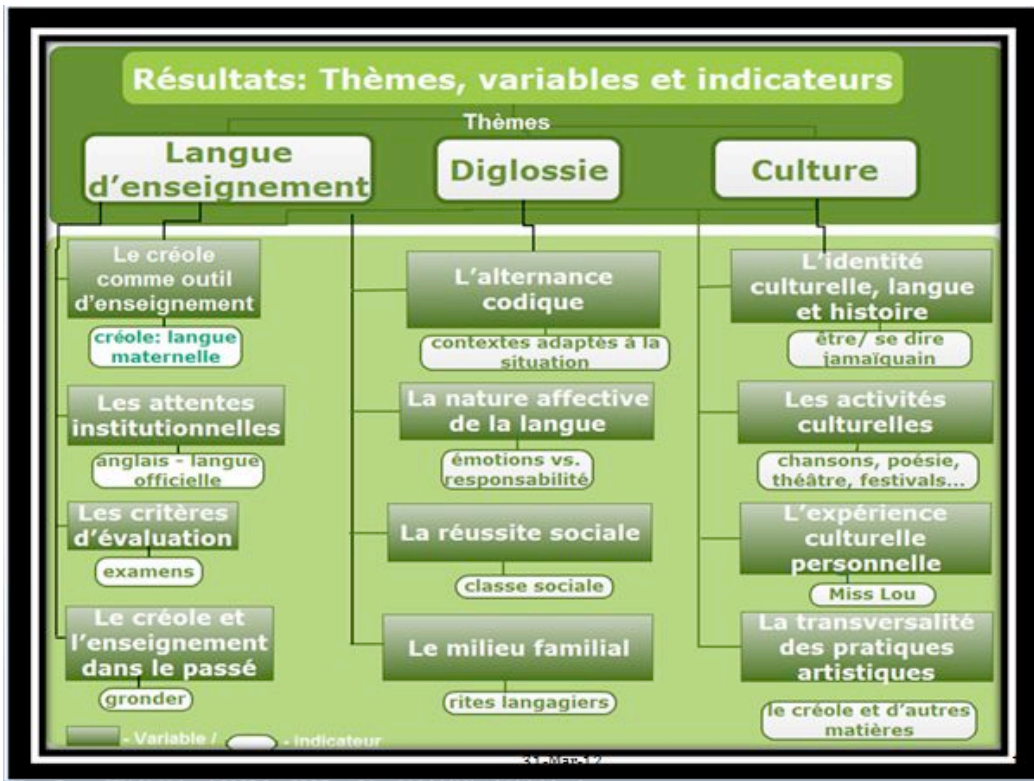 Résultats: Thèmes, variables et indicateurs
Thèmes
Langue
d'enseignement
Diglossie
Culture
Le créole
comme outil
d'enseignement
créole: langue
maternelle
Les attentes
institutionnelles
anglais - langue
officielle
Les critères
d'évaluation
examens
Le créole et
l'enseignement
dans le passé
gronder
L'alternance
codique
contextes adaptés à la
situation
La nature affective
de la langue
émotions vs.
responsabilité
La réussite sociale
classe sociale
Le milieu familial
rites langagiers
L'identité
culturelle, langue
et histoire
être/ se dire
jamaïquain
Les activités
culturelles
chansons, poésie,
théâtre, festivals...
L'expérience
culturelle
personnelle
Miss Lou
La transversalité
des pratiques
artistiques
le créole et d'autres
matières
- Variable / - indicateur
31-Mar-12